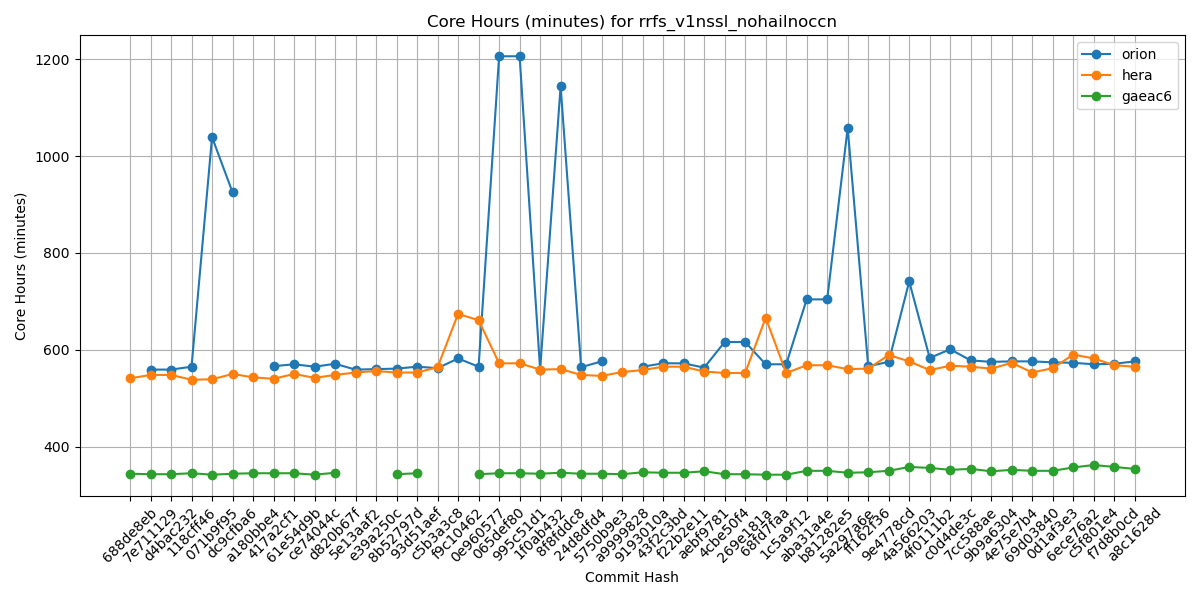 Core Hours (minutes) for rrfs_v1nssl_nohailnoccn
orion
hera
gaeac6
Core Hours (minutes)
1200
1000
800
600
400
688de8eb
7e711129
d4bac232
118cff46
071b9f95
dc9cfba6
a180bbe4
417a2cf1
61e54d9b
ce74044c
d820b67f
5e13aaf2
e39a250c
8b52797d
93d51aef
c5b3a3c8
f9c10462
0e960577
065def80
995c51d1
1f0ab432
8f6fddc8
24d8dfd4
5750b9e3
a9909828
9193010a
43f2c3bd
f22b2e11
aebf9781
4cbe50f4
269e181a
68fd7faa
1c5a9f12
aba31a4e
b81282e5
5a297a6e
ff162f36
9e4778cd
4a566203
4f011b2
c0d4de3c
7cc588ae
9b9a6304
4e75e7b4
69d03840
0d1af3e3
6ece76a2
c5f801e4
f7d8b0cd
a8c1628d
Commit Hash